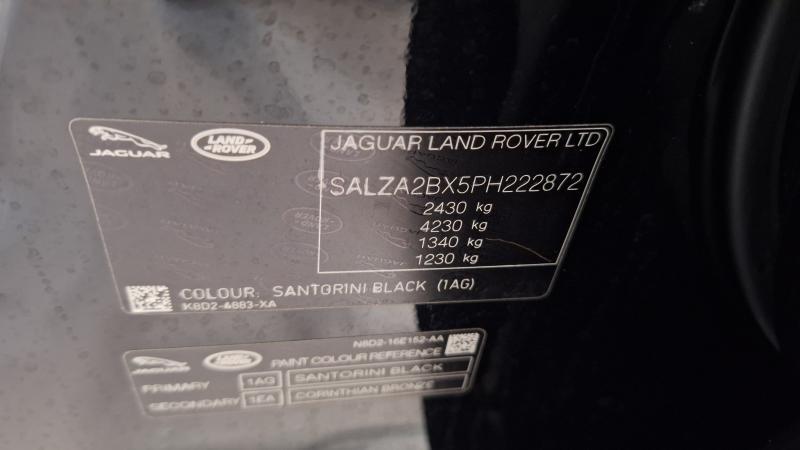 JAGUAR
LAND ROVER
JAGUAR LAND ROVER LTD
SALZA2BX5PH222872
2430 kg
4230 kg
1340 kg
1230 kg
COLOUR: SANTORINI BLACK (1AG)
K8D2-4883-XA
N8D2-16E152-AA
JAGUAR
LAND ROVER
PAINT COLOUR REFERENCE
PRIMARY 1AG SANTORINI BLACK
SECONDARY 1EA CORINTHIAN BRONZE